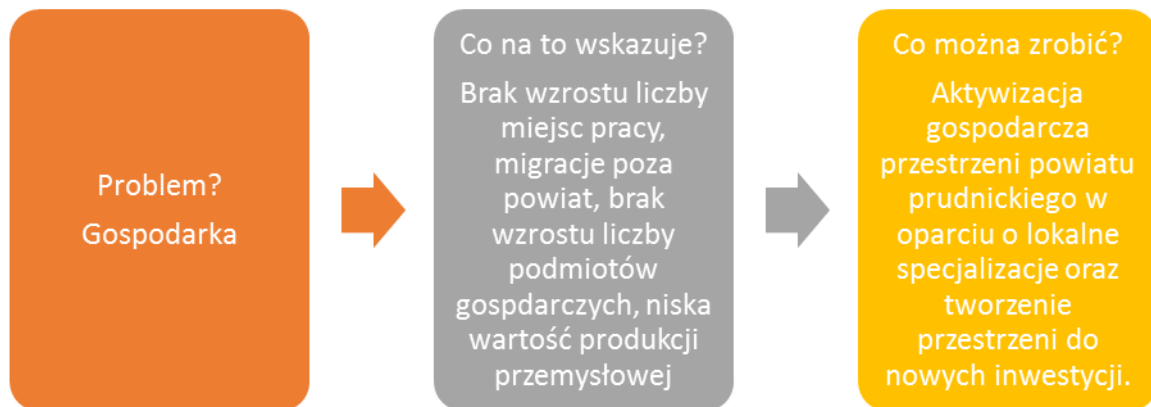 Problem?
Gospodarka
Co na to wskazuje?
Brak wzrostu liczby
miejsc pracy,
migracje poza
powiat, brak
wzrostu liczby
podmiotów
gospdarczych, niska
wartość produkcji
przemysłowej
Co można zrobić?
Aktywizacja
gospodarcza
przestrzeni powiatu
prudnickiego w
oparciu o lokalne
specjalizacje oraz
tworzenie
przestrzeni do
nowych inwestycji.